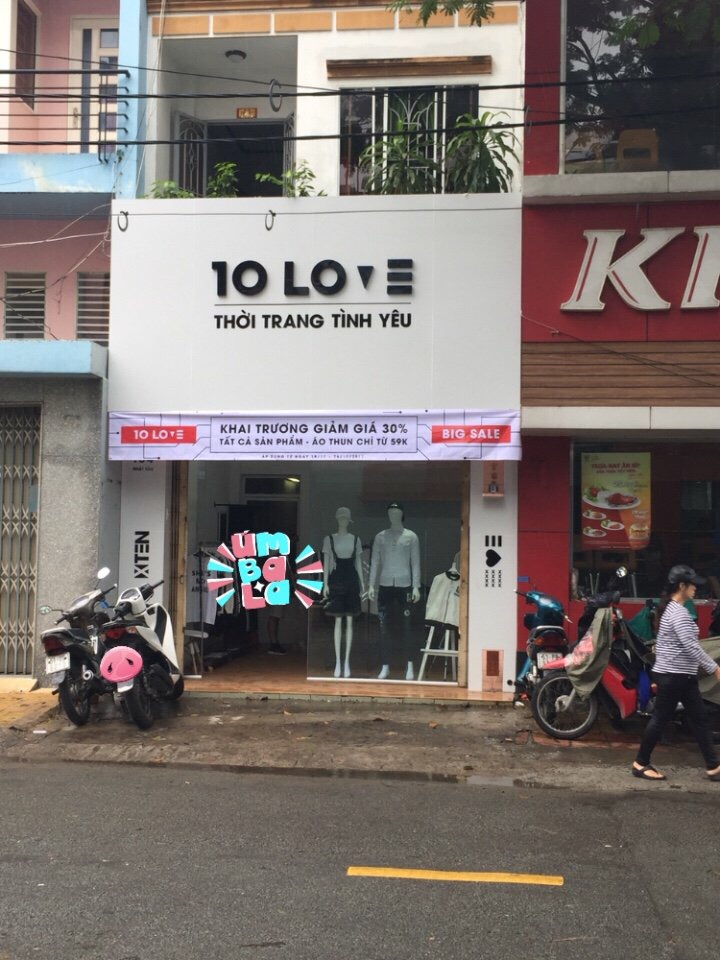 10 LOVE
THỜI TRANG TÌNH YÊU
10 LOVE
KHAI TRƯƠNG GIẢM GIÁ 30%
TẤT CẢ SẢN PHẨM - ÁO THUN CHỈ TỪ 59K
BIG SALE
XTEN
ÚM
BA
LA